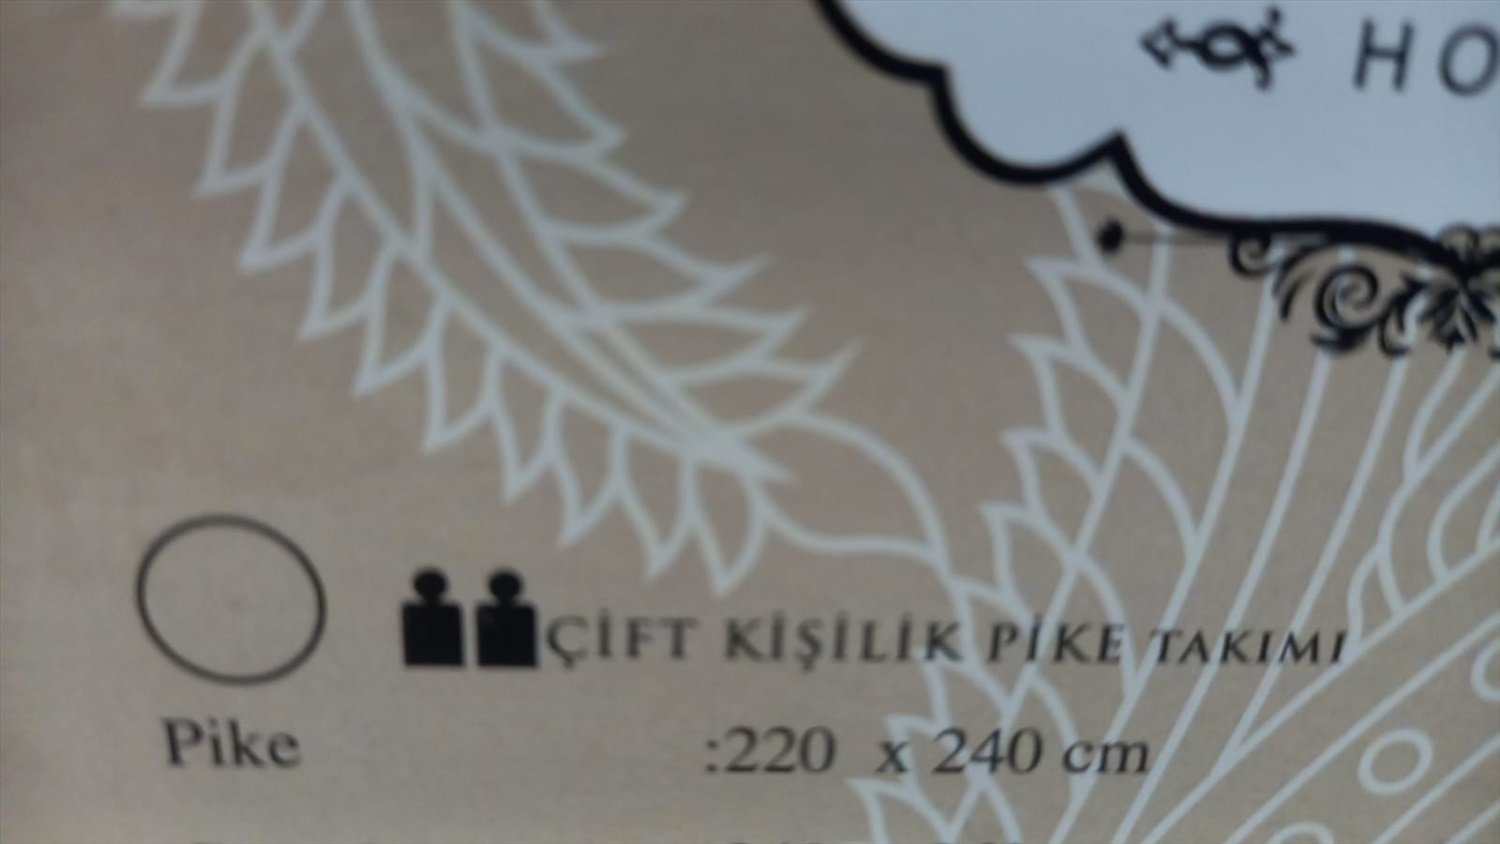 HO
ÇİFT KİŞİLİK PİKE TAKIMI
Pike :220 x 240 cm